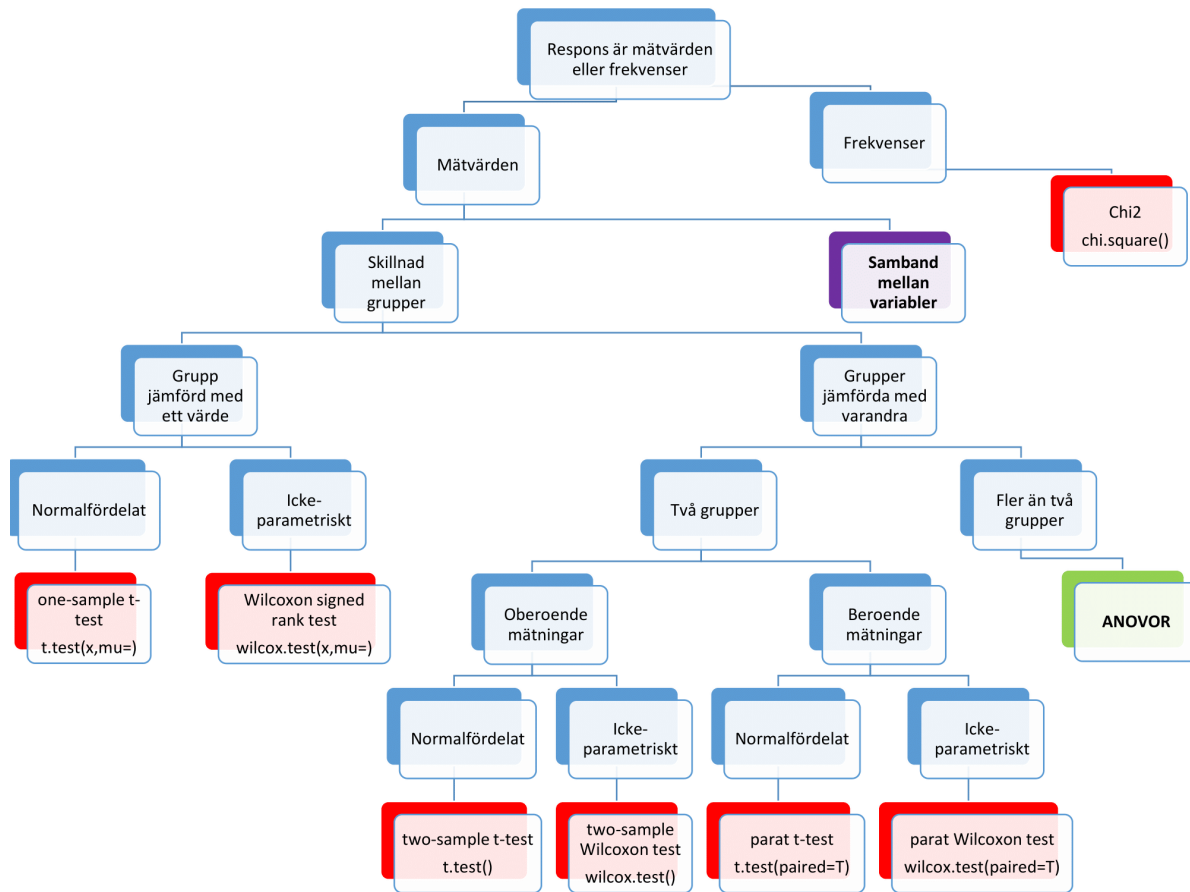 Respons är mätvärden
eller frekvenser
Mätvärden
Frekvenser
Chi2
chi.square()
Skillnad
mellan
grupper
Samband
mellan
variabler
Grupp
jämförd med
ett värde
Grupper
jämförda med
varandra
Normalfördelat
Icke-
parametriskt
Två grupper
Fler än två
grupper
one-sample t-
test
t.test(x,mu=)
Wilcoxon signed
rank test
wilcox.test(x,mu=)
Oberoende
mätningar
Beroende
mätningar
ANOVOR
Normalfördelat
Icke-
parametriskt
Normalfördelat
Icke-
parametriskt
two-sample t-test
t.test()
two-sample
Wilcoxon test
wilcox.test()
parat t-test
t.test(paired=T)
parat Wilcoxon test
wilcox.test(paired=T)